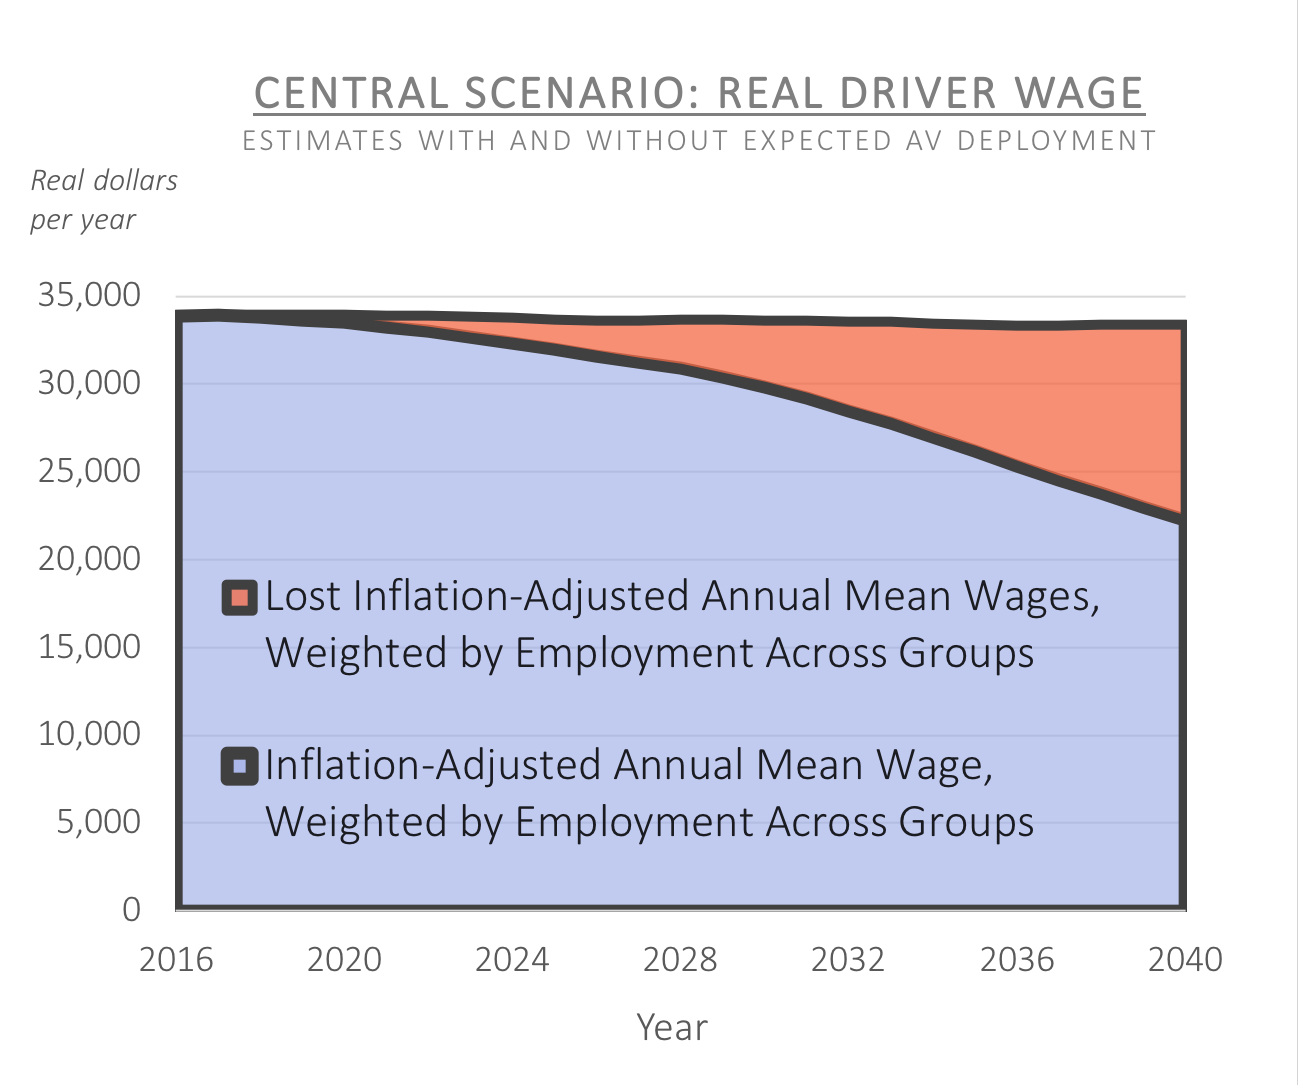 CENTRAL SCENARIO: REAL DRIVER WAGE
ESTIMATES WITH AND WITHOUT EXPECTED AV DEPLOYMENT
Real dollars
per year
35,000
30,000
25,000
20,000
15,000
10,000
5,000
0
Lost Inflation-Adjusted Annual Mean Wages,
Weighted by Employment Across Groups
Inflation-Adjusted Annual Mean Wage,
Weighted by Employment Across Groups
2016 2020 2024 2028 2032 2036 2040
Year